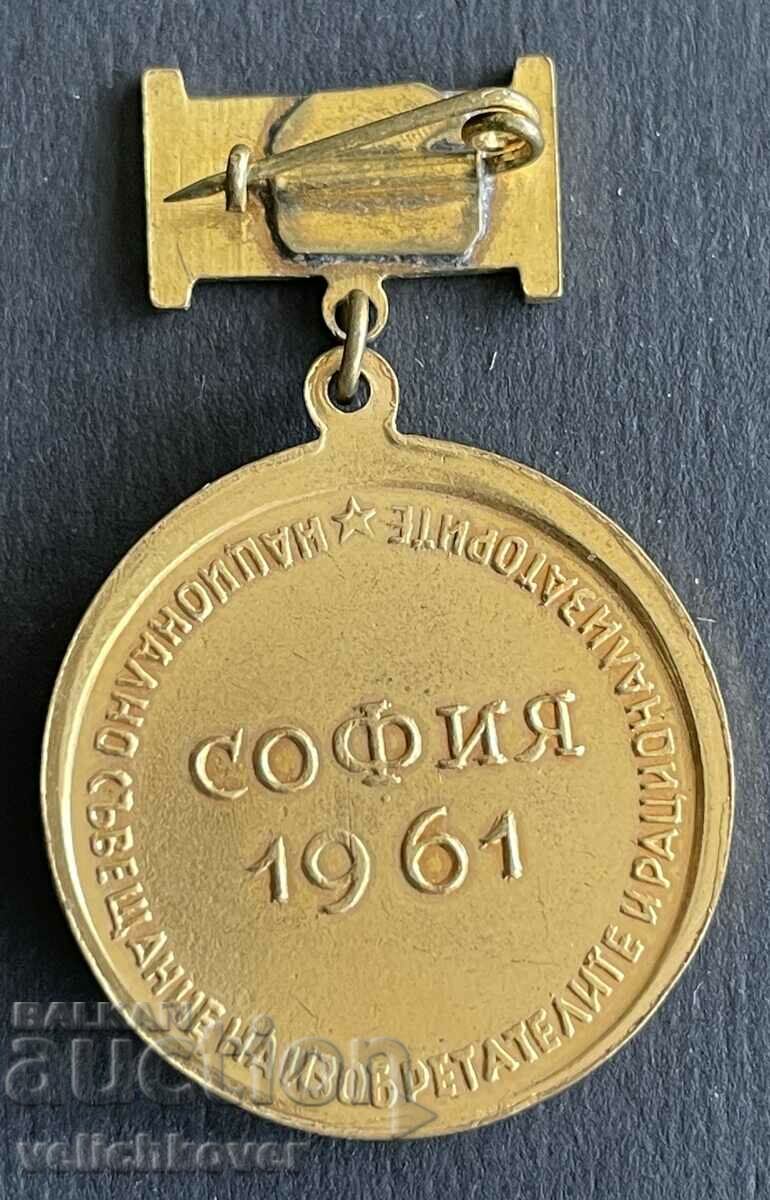 ★ НАЦИОНАЛНО СЪВЕЩАНИЕ НА ИЗОБРЕТАТЕЛИТЕ И РАЦИОНАЛИЗАТОРИТЕ
СОФИЯ
1961
BALKAN
auction
velichkover